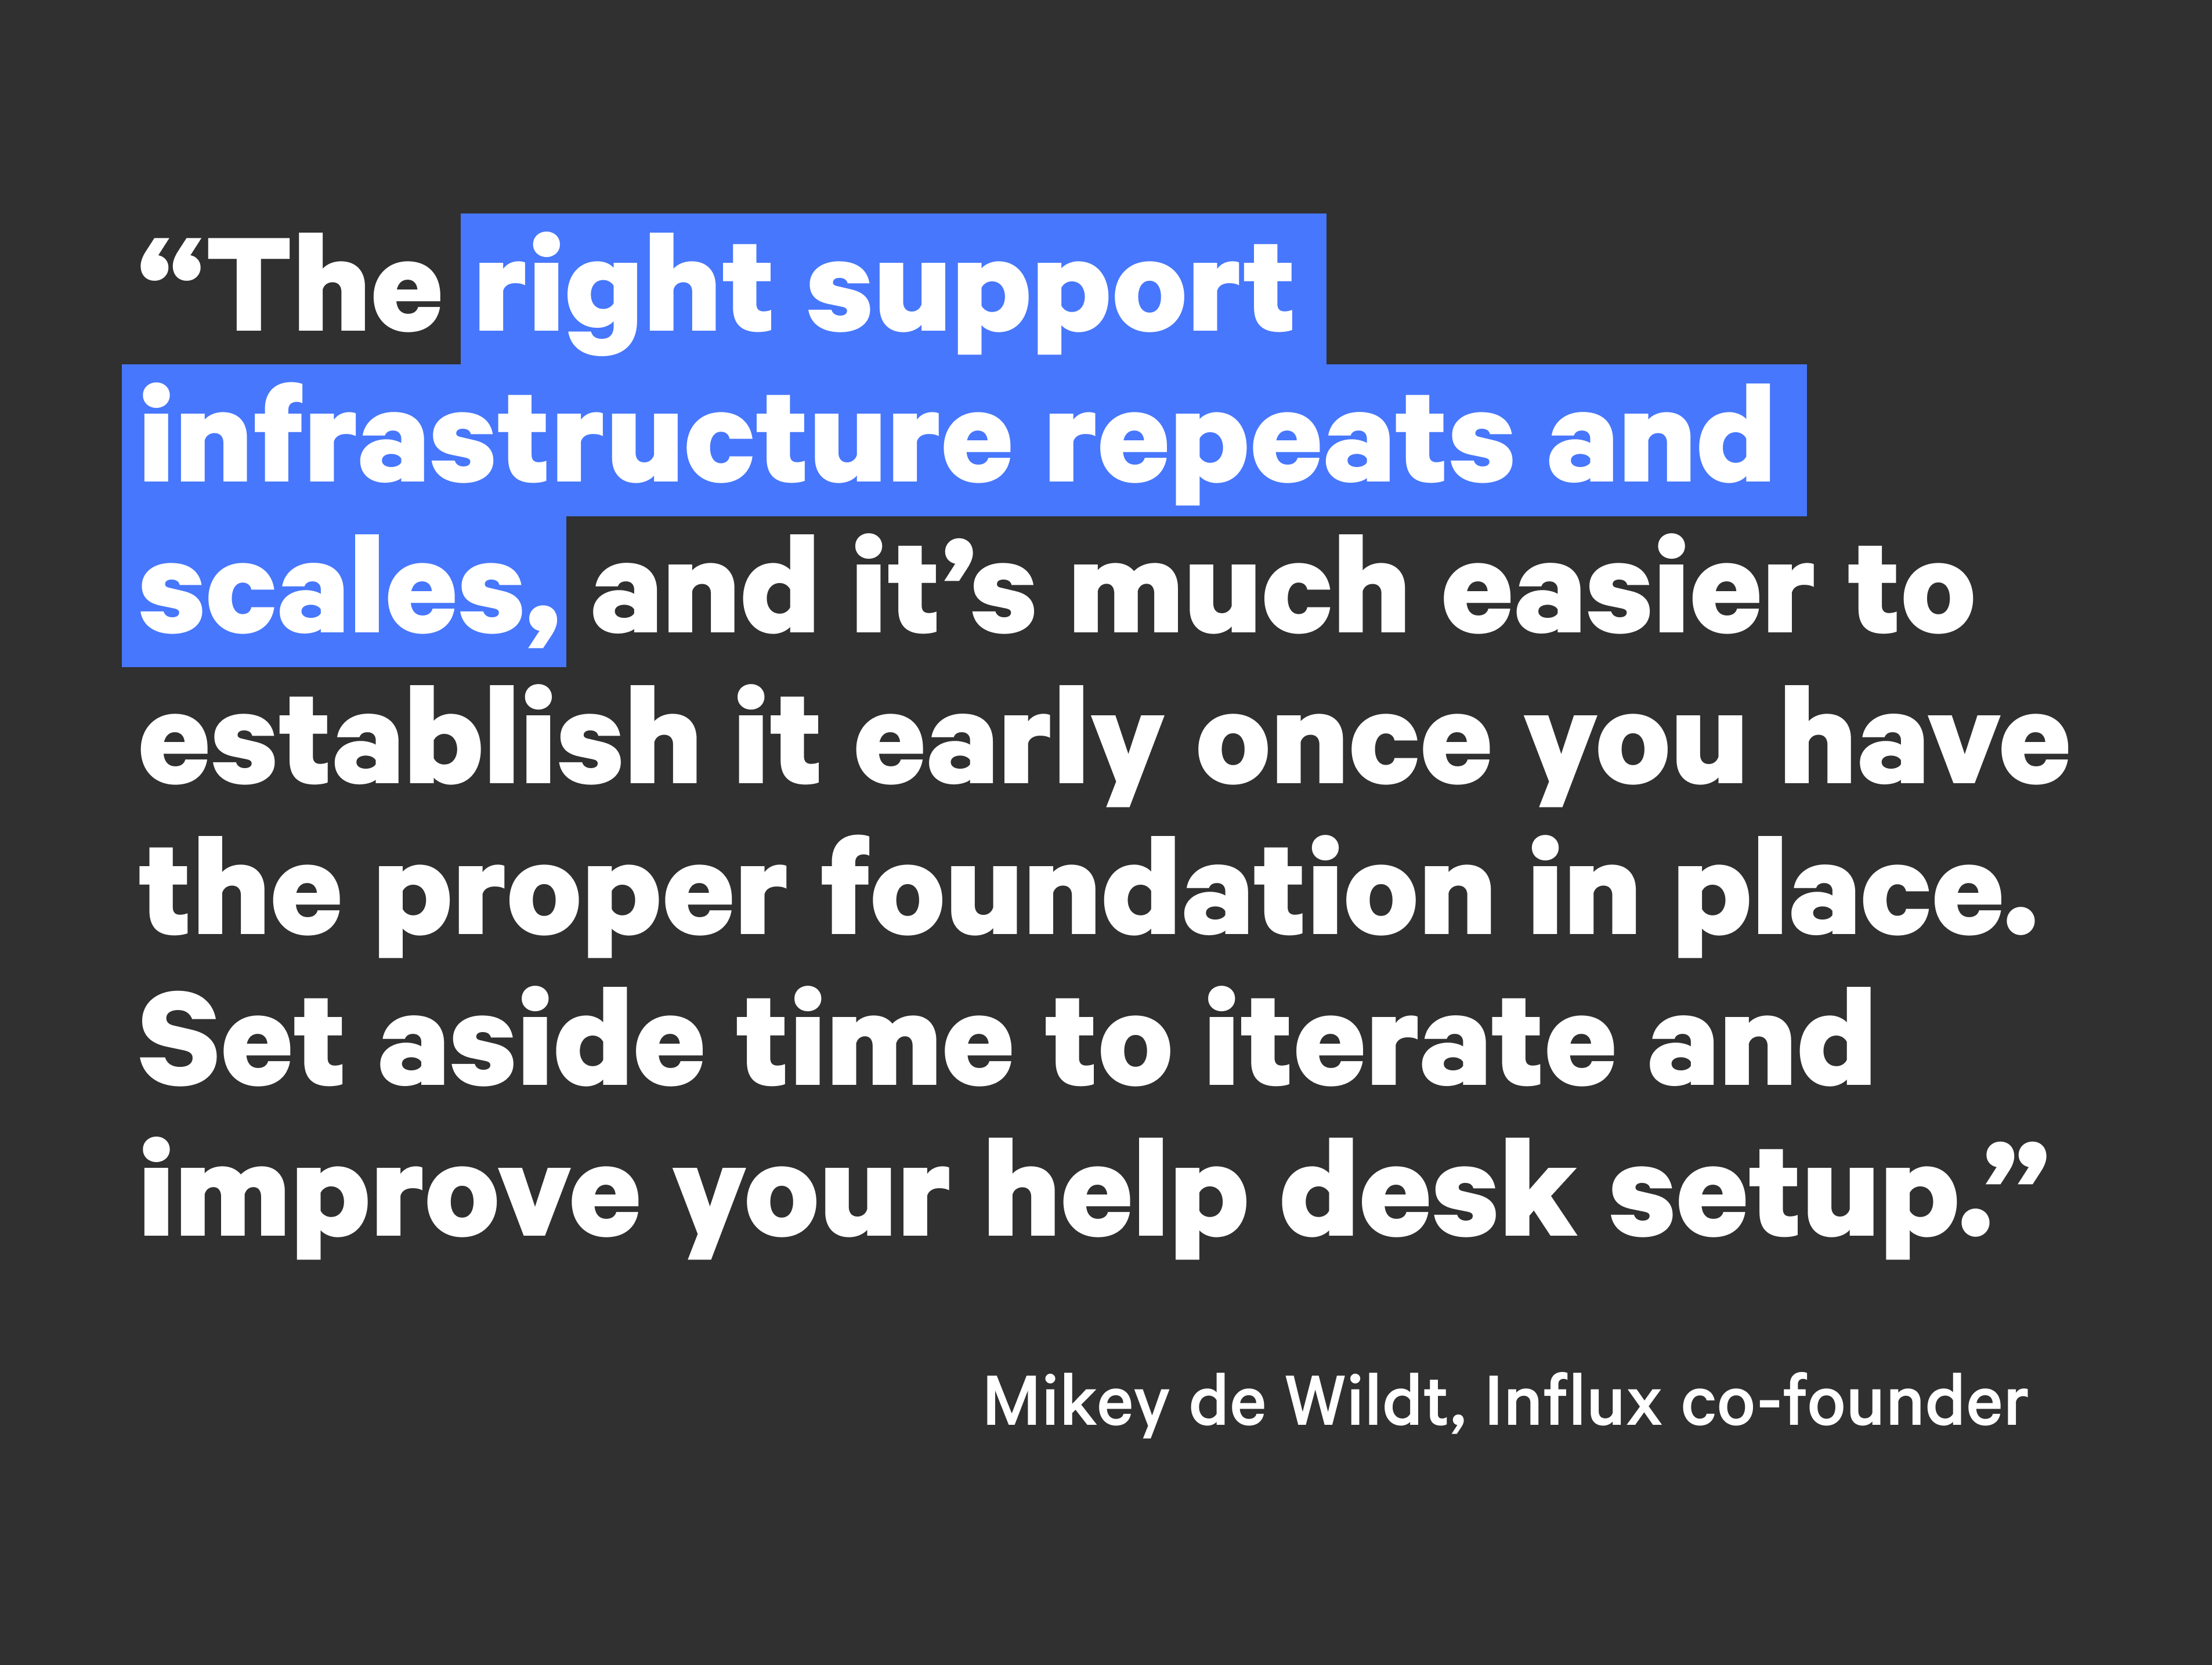 “The right support
infrastructure repeats and
scales, and it’s much easier to
establish it early once you have
the proper foundation in place.
Set aside time to iterate and
improve your help desk setup.”
Mikey de Wildt, Influx co-founder